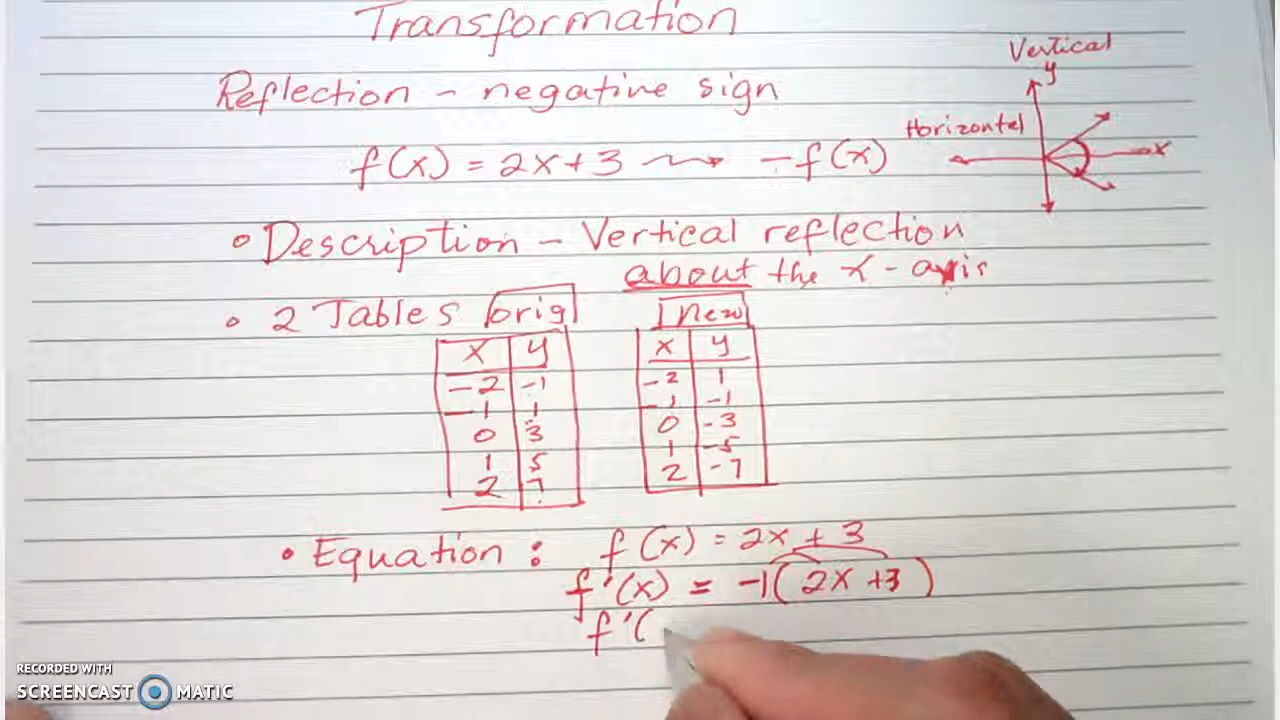 Transformation
Reflection - negative sign
Vertical
y
Horizontal
x
f(x) = 2x+3 → -f(x)
• Description - Vertical reflection
about the x-axis
• 2 Tables orig new
x y x y
-2 -1 -2 1
-1 1 -1 -1
0 3 0 -3
1 5 1 -5
2 7 2 -7
• Equation : f(x) = 2x + 3
f'(x) = -1(2x +3)
f'(
RECORDED WITH
SCREENCAST MATIC